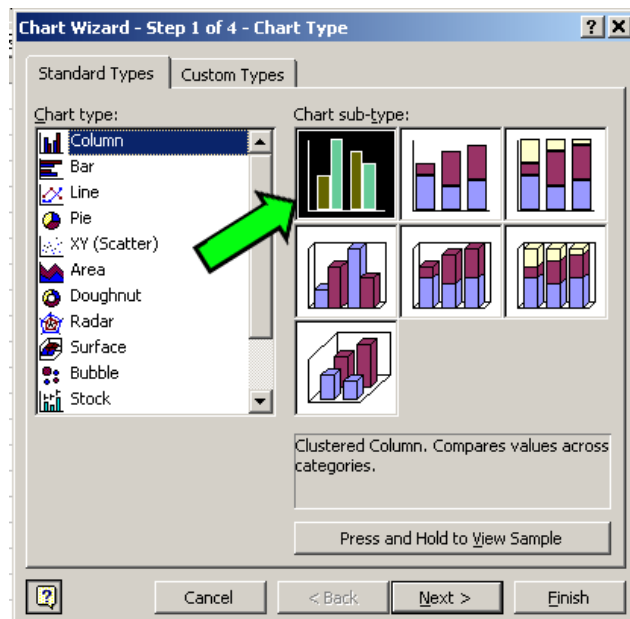 Chart Wizard - Step 1 of 4 - Chart Type
Standard Types
Custom Types
Chart type:
Column
Bar
Line
Pie
XY (Scatter)
Area
Doughnut
Radar
Surface
Bubble
Stock
Chart sub-type:
Clustered Column. Compares values across
categories.
Press and Hold to View Sample
Cancel
< Back
Next >
Finish